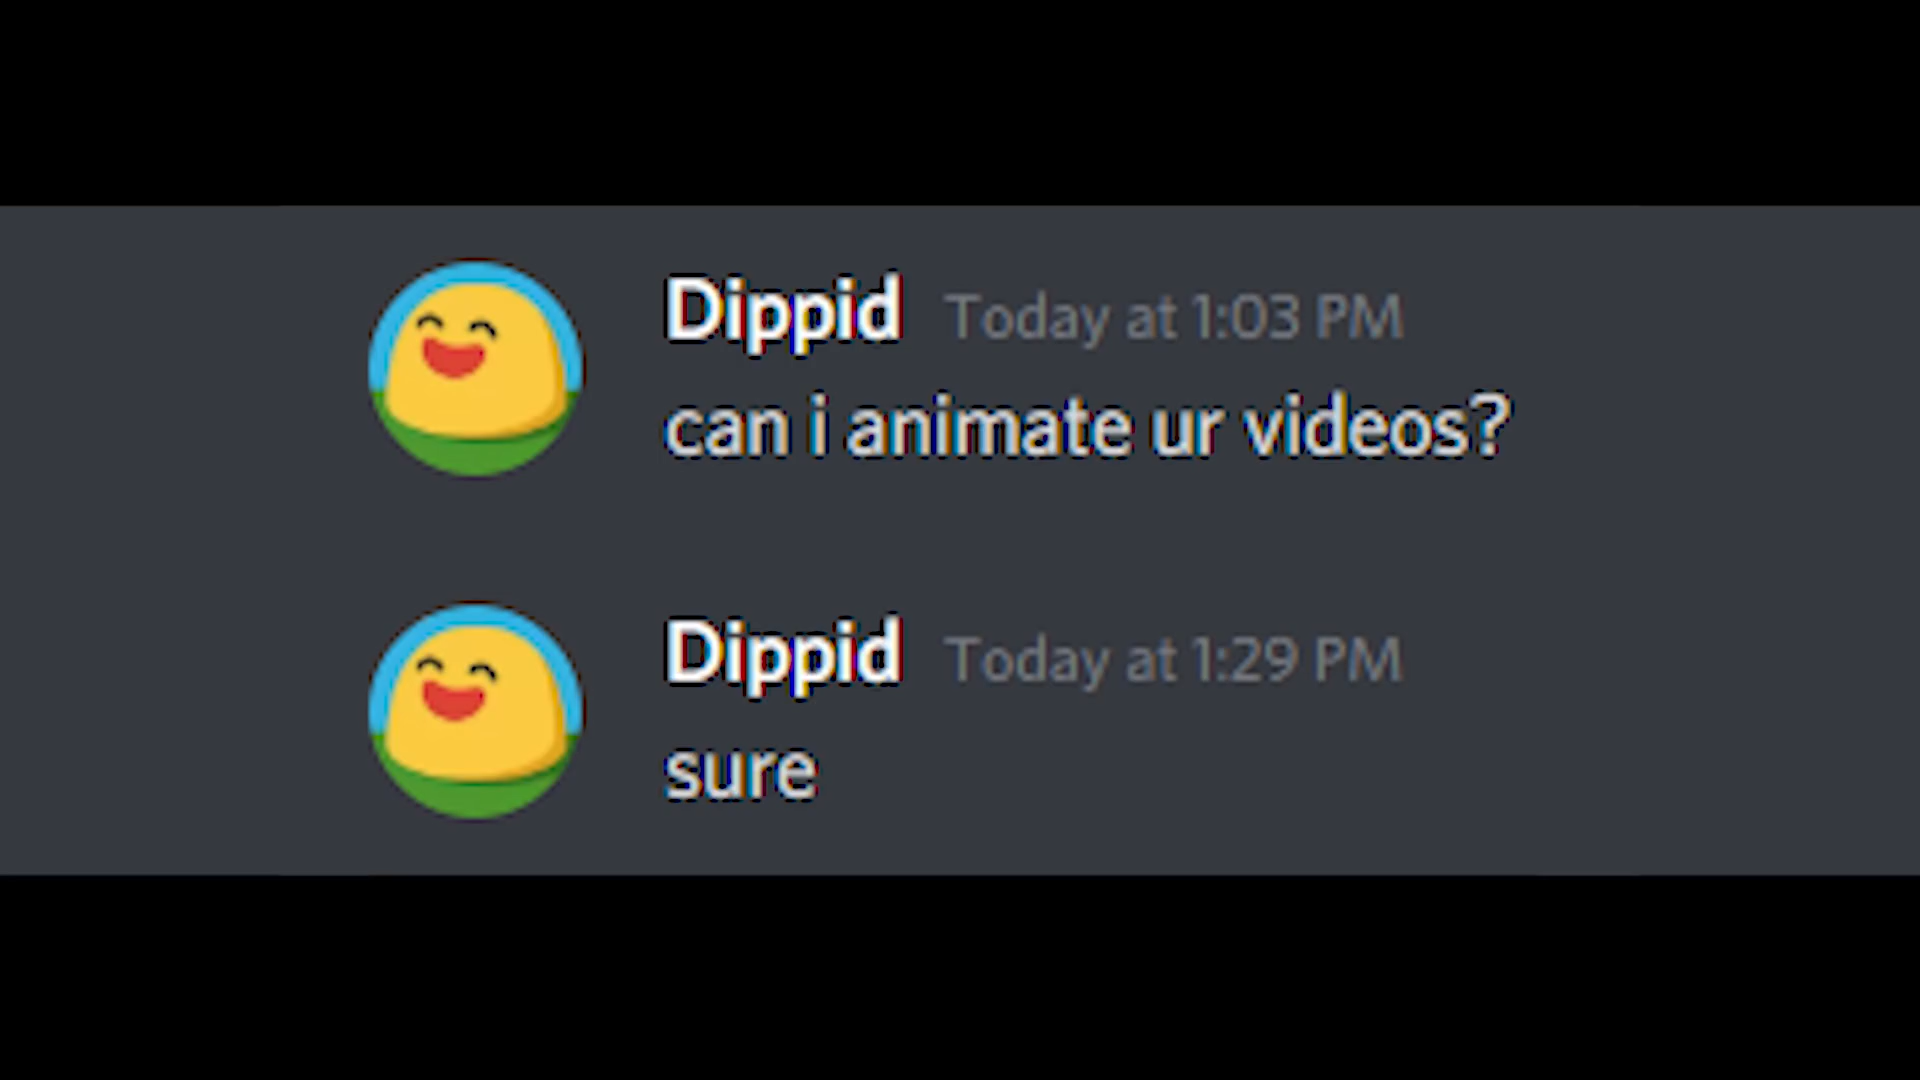 Dippid Today at 1:03 PM
can i animate ur videos?
Dippid Today at 1:29 PM
sure